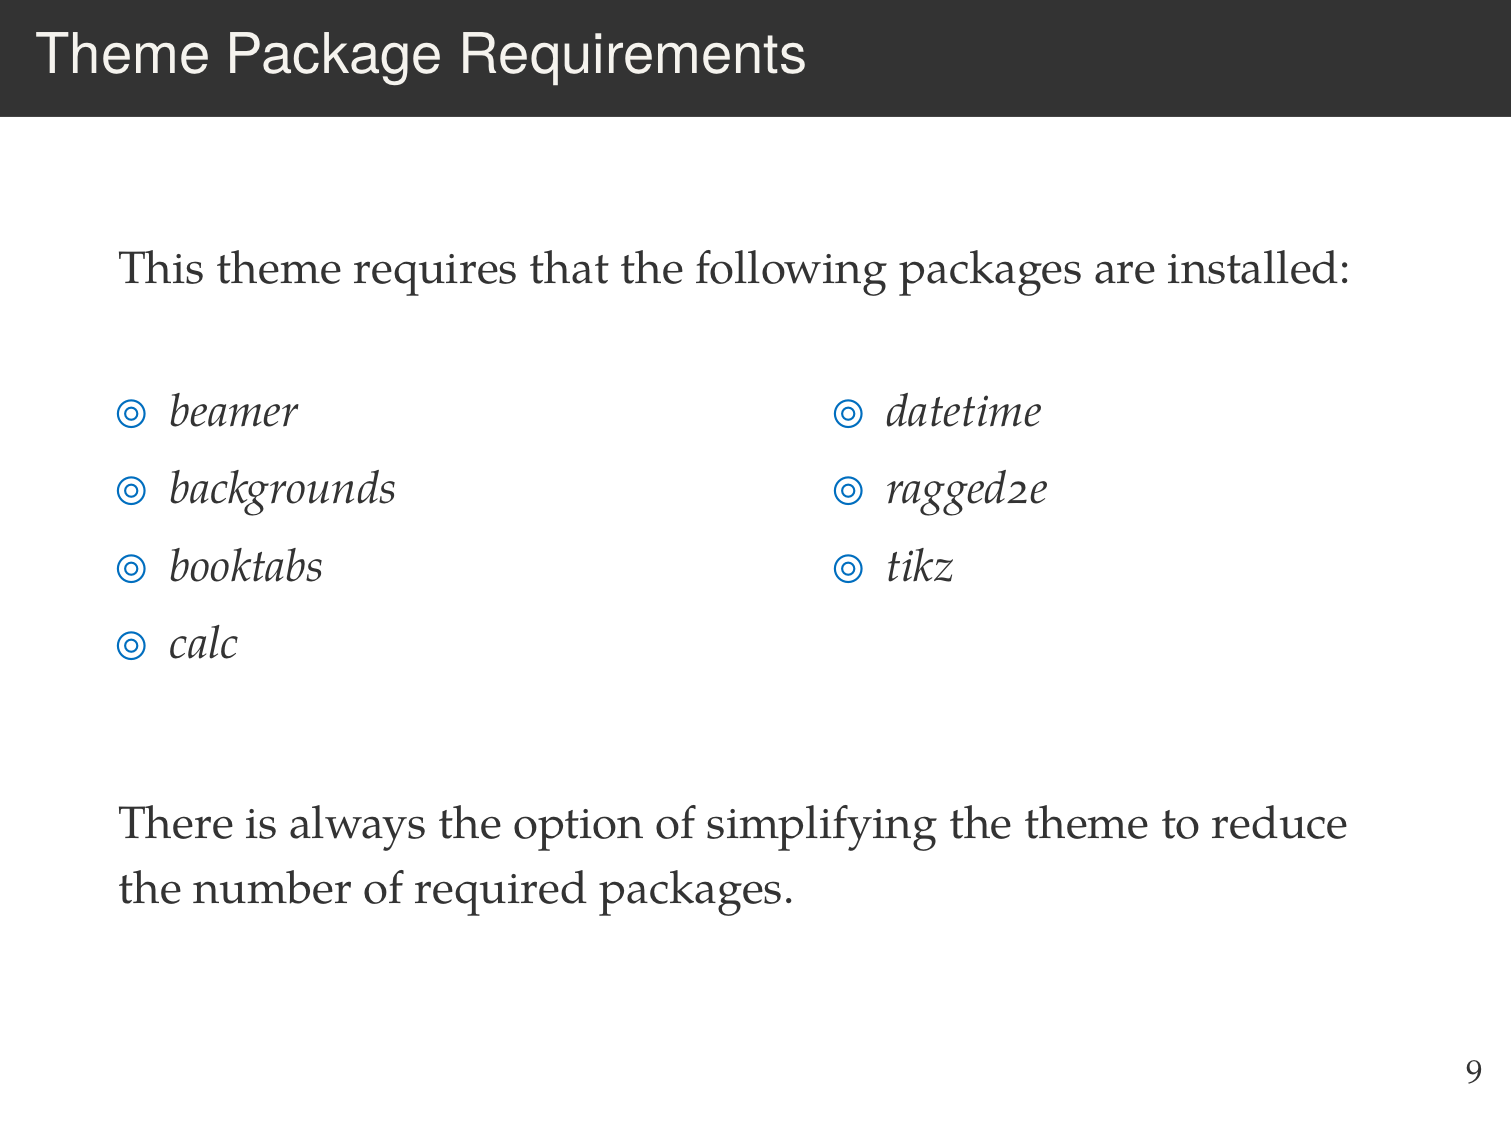 Theme Package Requirements
This theme requires that the following packages are installed:
beamer
backgrounds
booktabs
calc
datetime
ragged2e
tikz
There is always the option of simplifying the theme to reduce
the number of required packages.
9